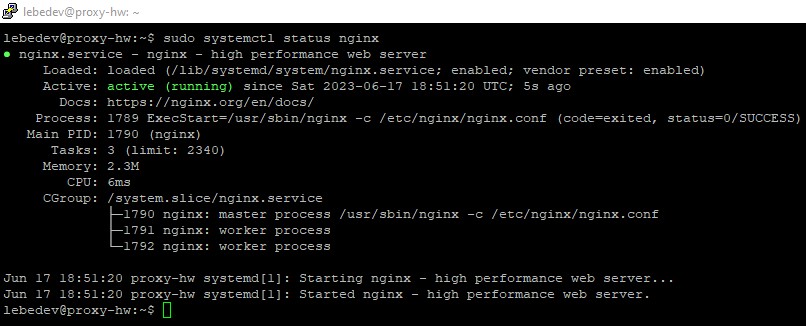 lebedev@proxy-hw: ~
lebedev@proxy-hw:~$ sudo systemctl status nginx
● nginx.service - nginx - high performance web server
     Loaded: loaded (/lib/systemd/system/nginx.service; enabled; vendor preset: enabled)
     Active: active (running) since Sat 2023-06-17 18:51:20 UTC; 5s ago
       Docs: https://nginx.org/en/docs/
    Process: 1789 ExecStart=/usr/sbin/nginx -c /etc/nginx/nginx.conf (code=exited, status=0/SUCCESS)
   Main PID: 1790 (nginx)
      Tasks: 3 (limit: 2340)
     Memory: 2.3M
        CPU: 6ms
     CGroup: /system.slice/nginx.service
             ├─1790 nginx: master process /usr/sbin/nginx -c /etc/nginx/nginx.conf
             ├─1791 nginx: worker process
             └─1792 nginx: worker process
Jun 17 18:51:20 proxy-hw systemd[1]: Starting nginx - high performance web server...
Jun 17 18:51:20 proxy-hw systemd[1]: Started nginx - high performance web server.
lebedev@proxy-hw:~$